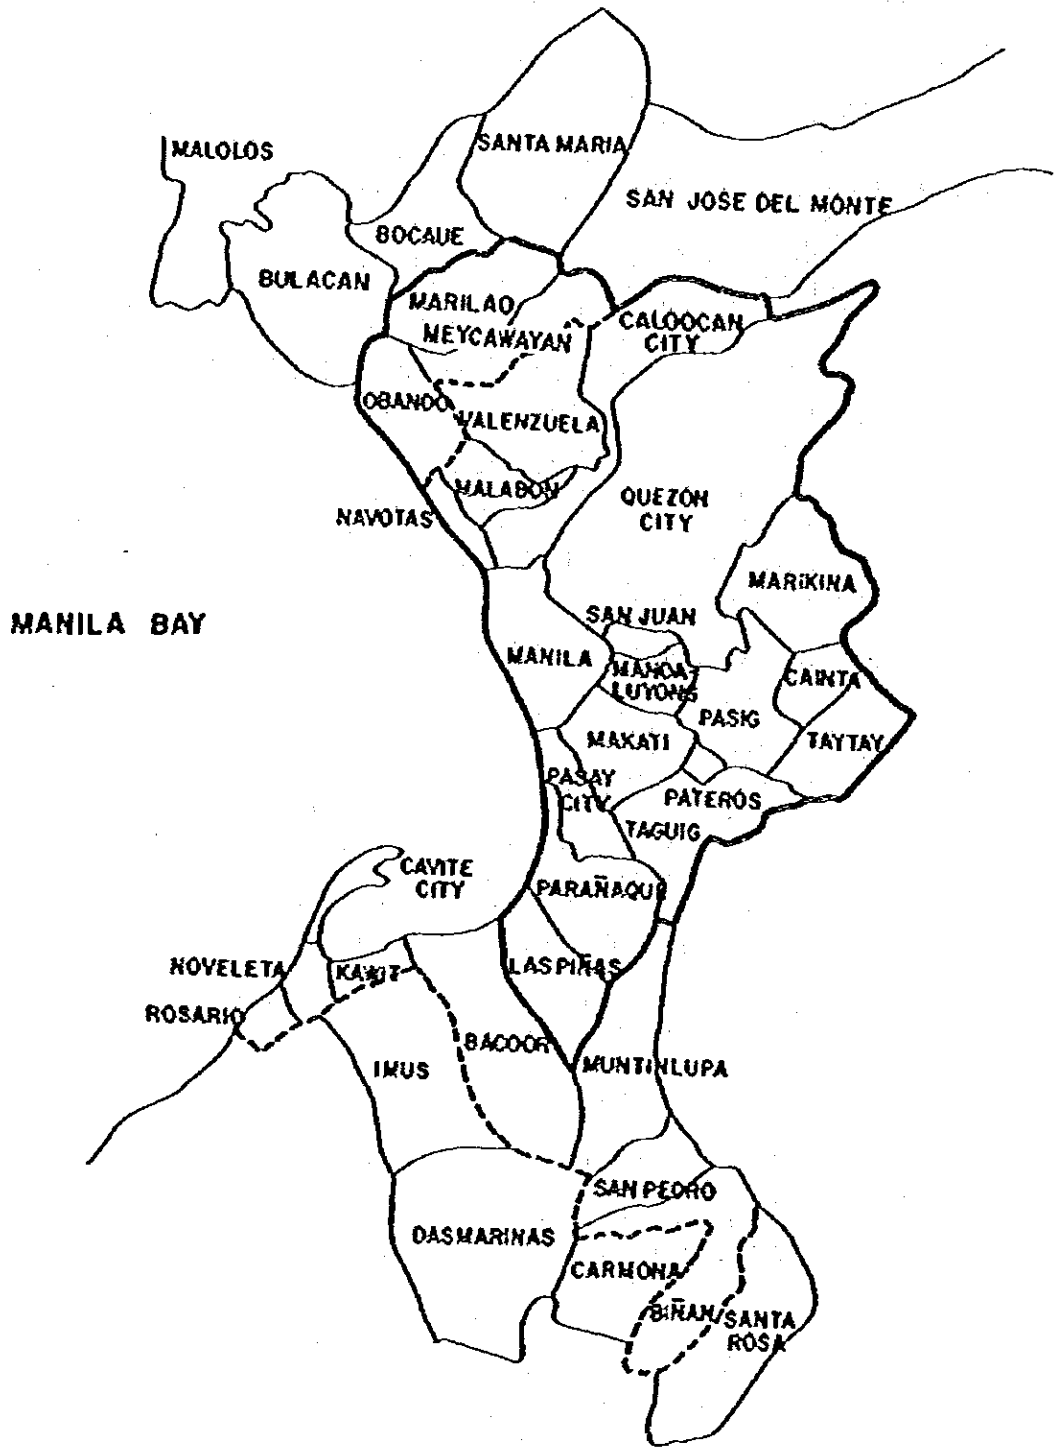 SANTA MARIA
MALOLOS
SAN JOSE DEL MONTE
BOCAUE
BULACAN
MARILAO
CALOOCAN
CITY
MEYCAWAYAN
OBANDO
VALENZUELA
MALABON
QUEZON
CITY
NAVOTAS
MARIKINA
MANILA BAY
SAN JUAN
MANILA
MANDA-
LUYONG
CAINTA
PASIG
MAKATI
TAYTAY
PASAY
CITY
PATEROS
TAGUIG
CAVITE
CITY
PARAÑAQUE
NOVELETA
KAWIT
LAS PIÑAS
ROSARIO
BACOOR
IMUS
MUNTINLUPA
SAN PEDRO
DASMARINAS
CARMONA
BIÑAN
SANTA
ROSA